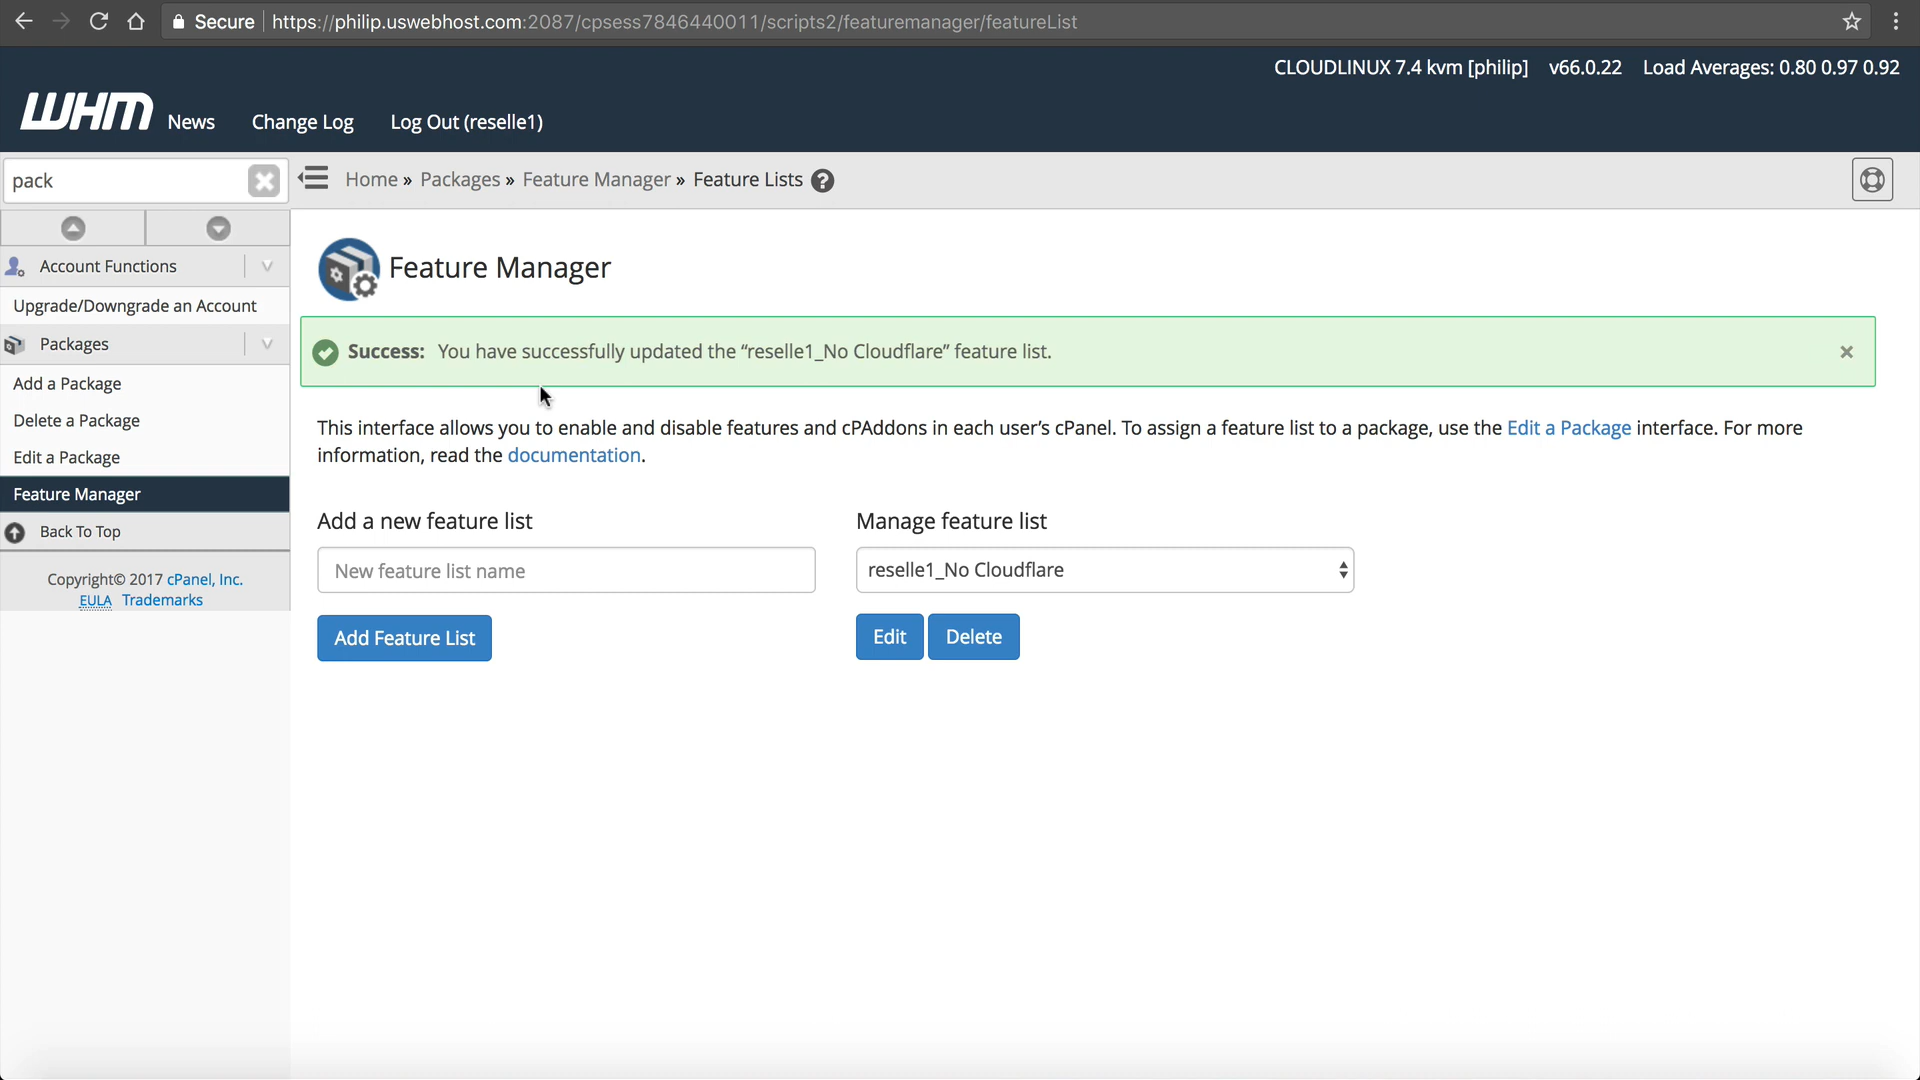 Secure https://philip.uswebhost.com:2087/cpsess7846440011/scripts2/featuremanager/featureList
CLOUDLINUX 7.4 kvm [philip] v66.0.22 Load Averages: 0.80 0.97 0.92
WHM News Change Log Log Out (reselle1)
pack
Home » Packages » Feature Manager » Feature Lists ?
Account Functions
Upgrade/Downgrade an Account
Packages
Add a Package
Delete a Package
Edit a Package
Feature Manager
Back To Top
Copyright© 2017 cPanel, Inc.
EULA Trademarks
Feature Manager
Success: You have successfully updated the “reselle1_No Cloudflare” feature list.
This interface allows you to enable and disable features and cPAddons in each user’s cPanel. To assign a feature list to a package, use the Edit a Package interface. For more
information, read the documentation.
Add a new feature list
New feature list name
Add Feature List
Manage feature list
reselle1_No Cloudflare
Edit Delete